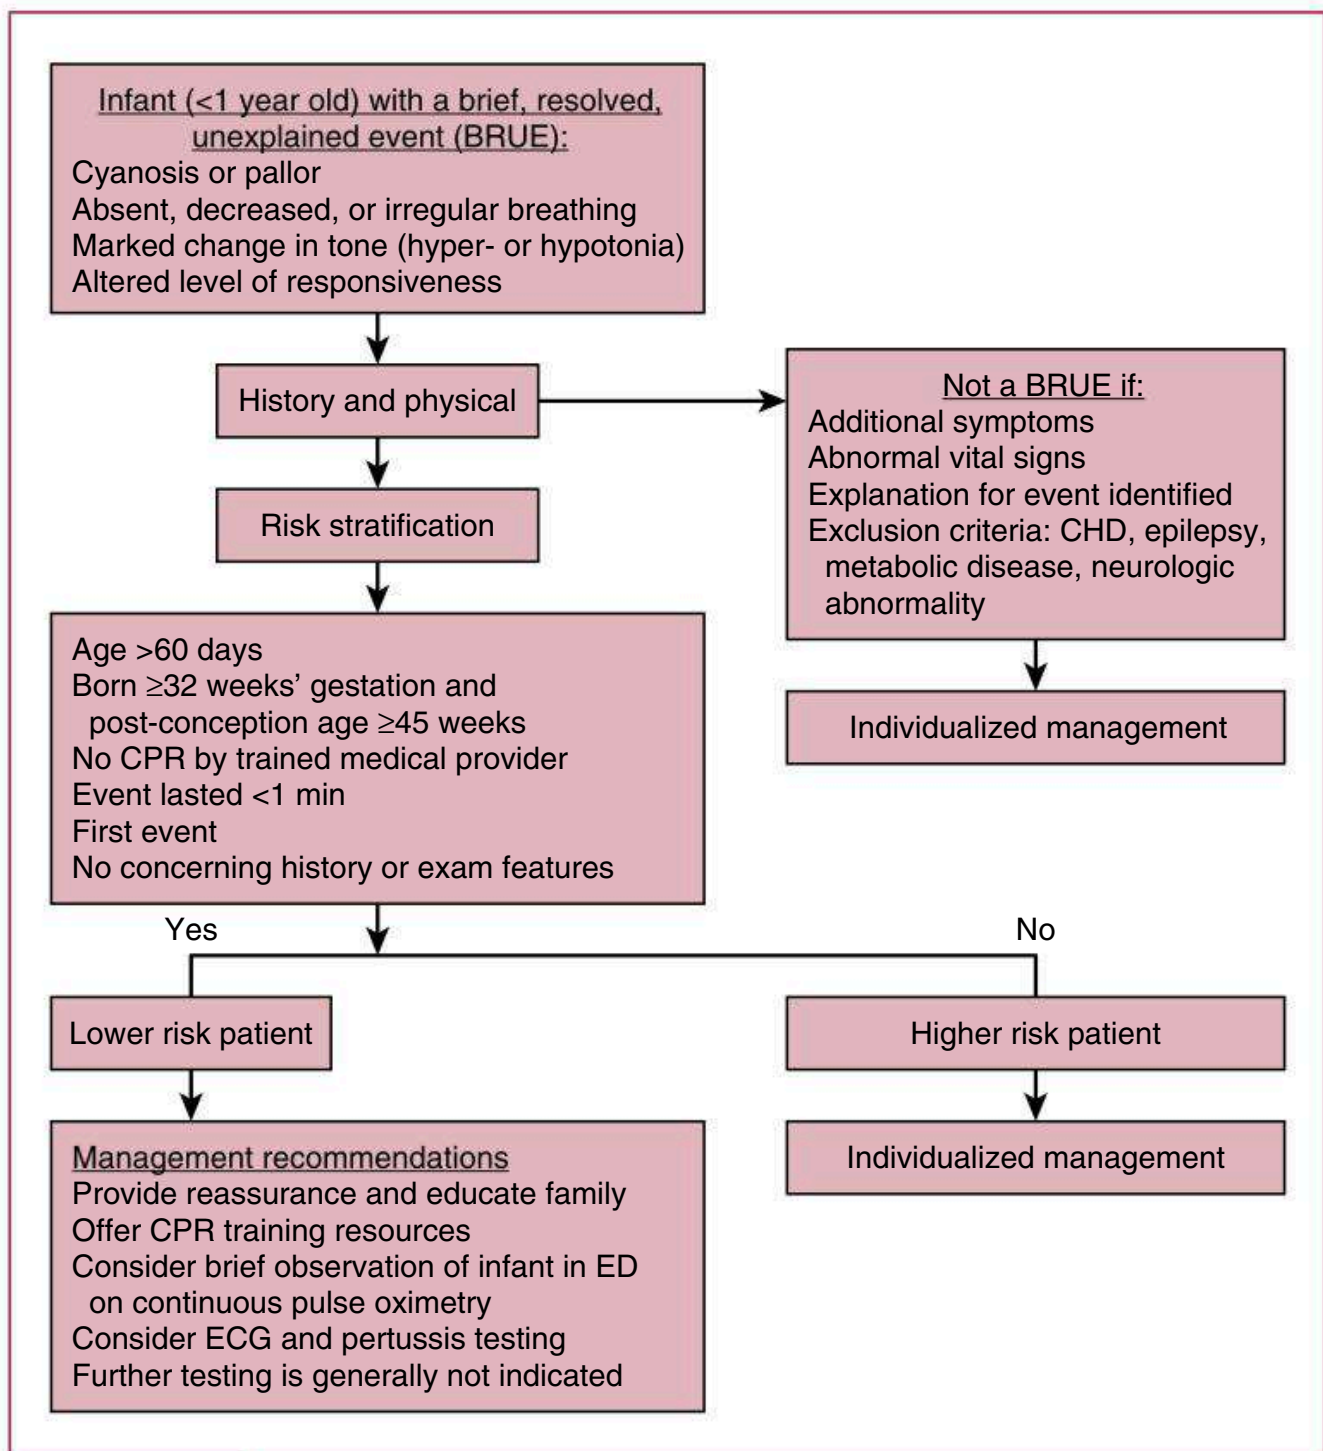 Infant (<1 year old) with a brief, resolved,
unexplained event (BRUE):
Cyanosis or pallor
Absent, decreased, or irregular breathing
Marked change in tone (hyper- or hypotonia)
Altered level of responsiveness
History and physical
Not a BRUE if:
Additional symptoms
Abnormal vital signs
Explanation for event identified
Exclusion criteria: CHD, epilepsy,
metabolic disease, neurologic
abnormality
Individualized management
Risk stratification
Age >60 days
Born ≥32 weeks’ gestation and
post-conception age ≥45 weeks
No CPR by trained medical provider
Event lasted <1 min
First event
No concerning history or exam features
Yes
No
Lower risk patient
Higher risk patient
Management recommendations
Provide reassurance and educate family
Offer CPR training resources
Consider brief observation of infant in ED
on continuous pulse oximetry
Consider ECG and pertussis testing
Further testing is generally not indicated
Individualized management